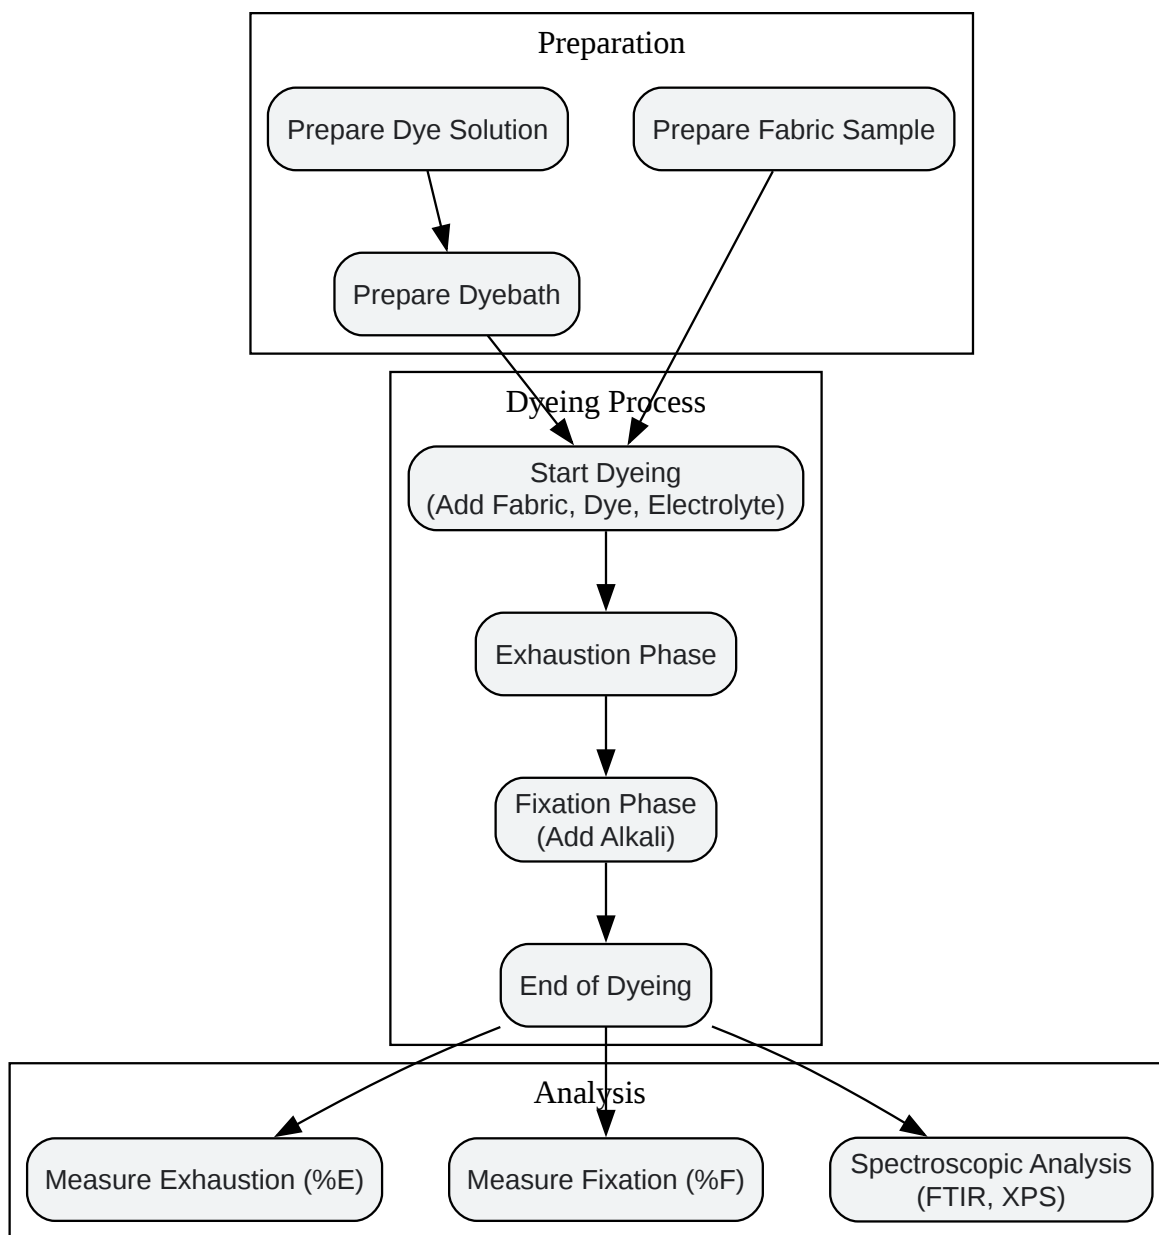 Preparation
Prepare Dye Solution
Prepare Fabric Sample
Prepare Dyebath
Dyeing Process
Start Dyeing
(Add Fabric, Dye, Electrolyte)
Exhaustion Phase
Fixation Phase
(Add Alkali)
End of Dyeing
Analysis
Measure Exhaustion (%E)
Measure Fixation (%F)
Spectroscopic Analysis
(FTIR, XPS)